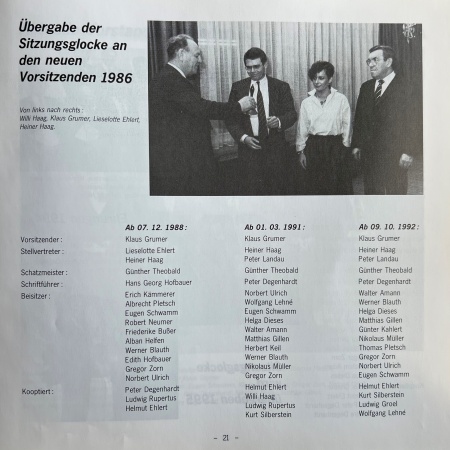 Übergabe der
Sitzungsglocke an
den neuen
Vorsitzenden 1986
Von links nach rechts:
Willi Haag, Klaus Grumer, Lieselotte Ehlert,
Heiner Haag.
Ab 07. 12. 1988: Ab 01. 03. 1991: Ab 09. 10. 1992:
Vorsitzender: Klaus Grumer Klaus Grumer Klaus Grumer
Stellvertreter: Lieselotte Ehlert Heiner Haag Heiner Haag
Heiner Haag Peter Landau Peter Landau
Schatzmeister: Günther Theobald Günther Theobald Günther Theobald
Schriftführer: Hans Georg Hofbauer Peter Degenhardt Peter Degenhardt
Beisitzer: Erich Kämmerer Norbert Ulrich Walter Amann
Albrecht Pletsch Wolfgang Lehné Werner Blauth
Eugen Schwamm Eugen Schwamm Helga Dieses
Robert Neumer Helga Dieses Matthias Gillen
Friederike Bußer Walter Amann Günter Kahlert
Alban Helfen Matthias Gillen Nikolaus Müller
Werner Blauth Herbert Keil Thomas Pletsch
Edith Hofbauer Werner Blauth Gregor Zorn
Gregor Zorn Nikolaus Müller Norbert Ulrich
Norbert Ulrich Gregor Zorn Eugen Schwamm
Kooptiert: Peter Degenhardt Helmut Ehlert Helmut Ehlert
Ludwig Rupertus Willi Haag Kurt Silberstein
Helmut Ehlert Ludwig Rupertus Ludwig Groel
Kurt Silberstein Wolfgang Lehné
- 21 -